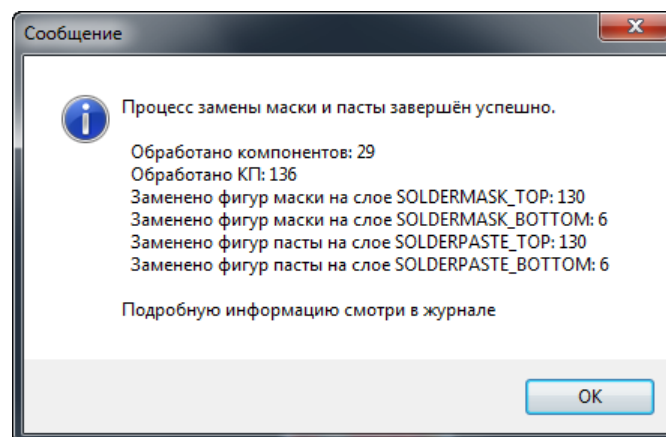 Сообщение
Процесс замены маски и пасты завершён успешно.
Обработано компонентов: 29
Обработано КП: 136
Заменено фигур маски на слое SOLDERMASK_TOP: 130
Заменено фигур маски на слое SOLDERMASK_BOTTOM: 6
Заменено фигур пасты на слое SOLDERPASTE_TOP: 130
Заменено фигур пасты на слое SOLDERPASTE_BOTTOM: 6
Подробную информацию смотри в журнале
OK